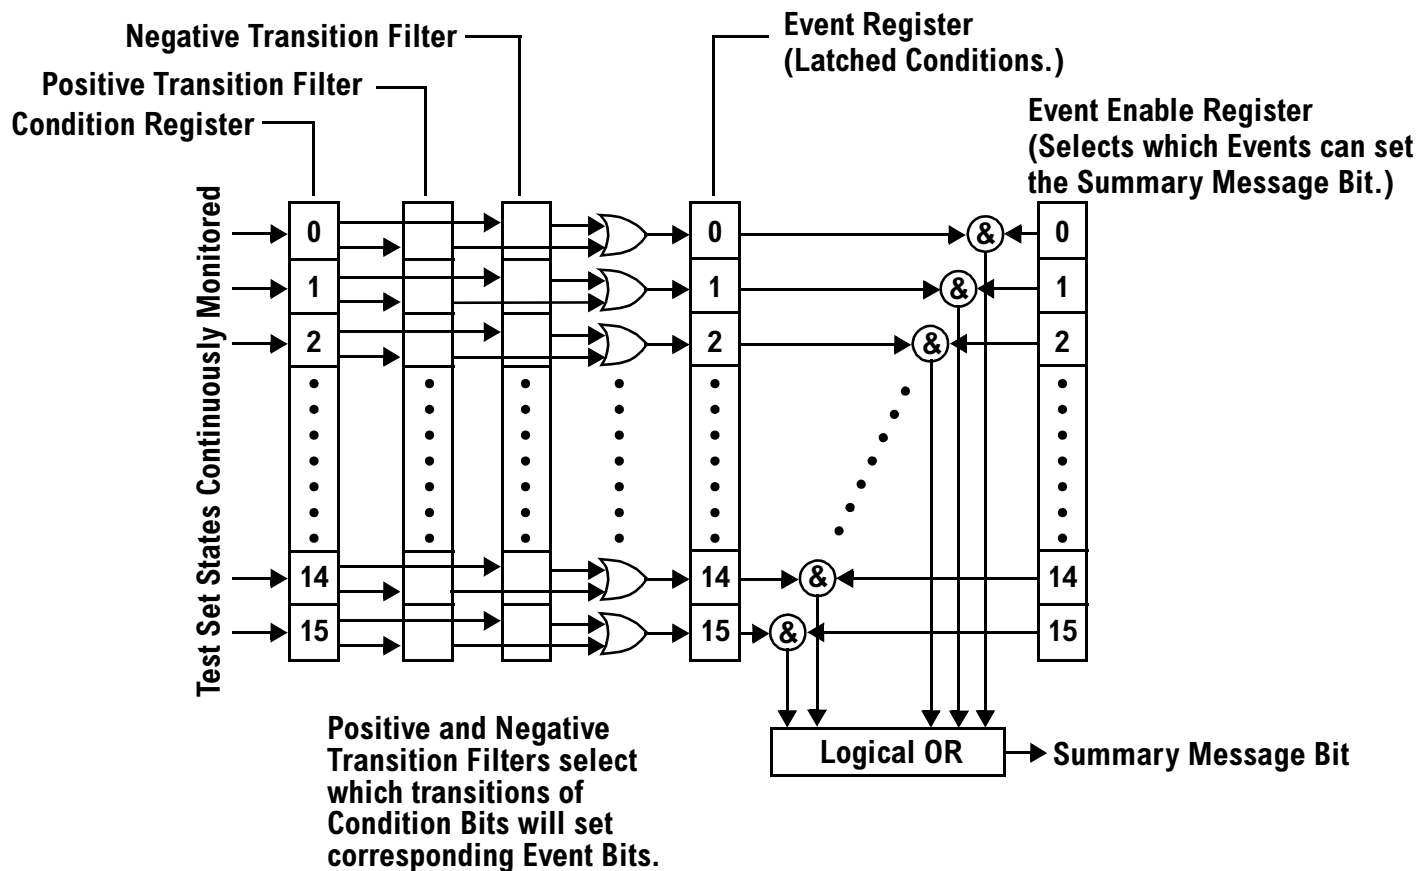 Negative Transition Filter
Positive Transition Filter
Condition Register
Event Register
(Latched Conditions.)
Event Enable Register
(Selects which Events can set
the Summary Message Bit.)
Test Set States Continuously Monitored
0
1
2
14
15
0
1
2
14
15
&
&
&
&
&
0
1
2
14
15
Positive and Negative
Transition Filters select
which transitions of
Condition Bits will set
corresponding Event Bits.
Logical OR
Summary Message Bit